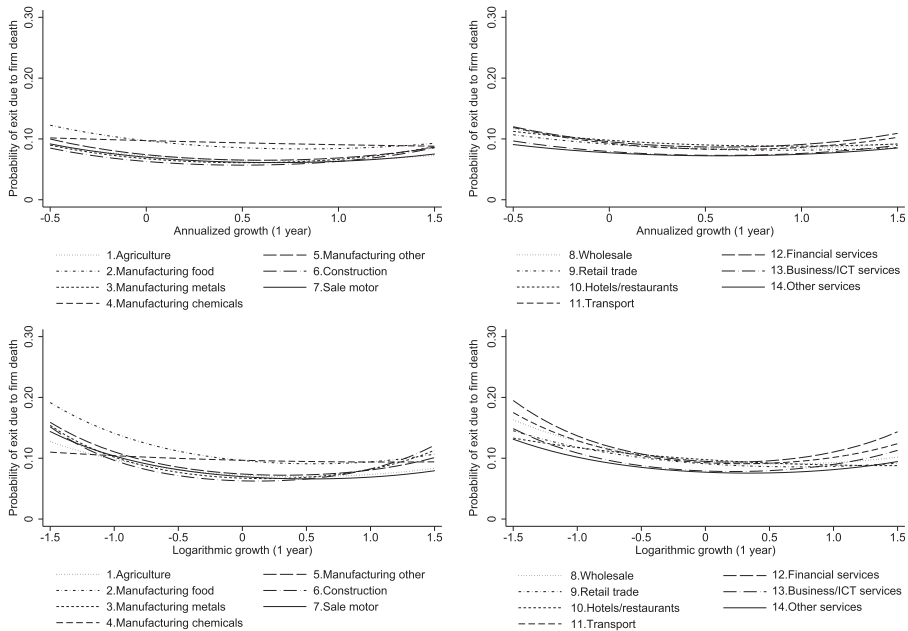 Probability of exit due to firm death
0.30
0.20
0.10
0
-0.5
0
0.5
1.0
1.5
Annualized growth (1 year)
1.Agriculture
2.Manufacturing food
3.Manufacturing metals
4.Manufacturing chemicals
5.Manufacturing other
6.Construction
7.Sale motor
Probability of exit due to firm death
0.30
0.20
0.10
0
-0.5
0
0.5
1.0
1.5
Annualized growth (1 year)
8.Wholesale
9.Retail trade
10.Hotels/restaurants
11.Transport
12.Financial services
13.Business/ICT services
14.Other services
Probability of exit due to firm death
0.30
0.20
0.10
0
-1.5
-1.0
-0.5
0
0.5
1.0
1.5
Logarithmic growth (1 year)
1.Agriculture
2.Manufacturing food
3.Manufacturing metals
4.Manufacturing chemicals
5.Manufacturing other
6.Construction
7.Sale motor
Probability of exit due to firm death
0.30
0.20
0.10
0
-1.5
-1.0
-0.5
0
0.5
1.0
1.5
Logarithmic growth (1 year)
8.Wholesale
9.Retail trade
10.Hotels/restaurants
11.Transport
12.Financial services
13.Business/ICT services
14.Other services